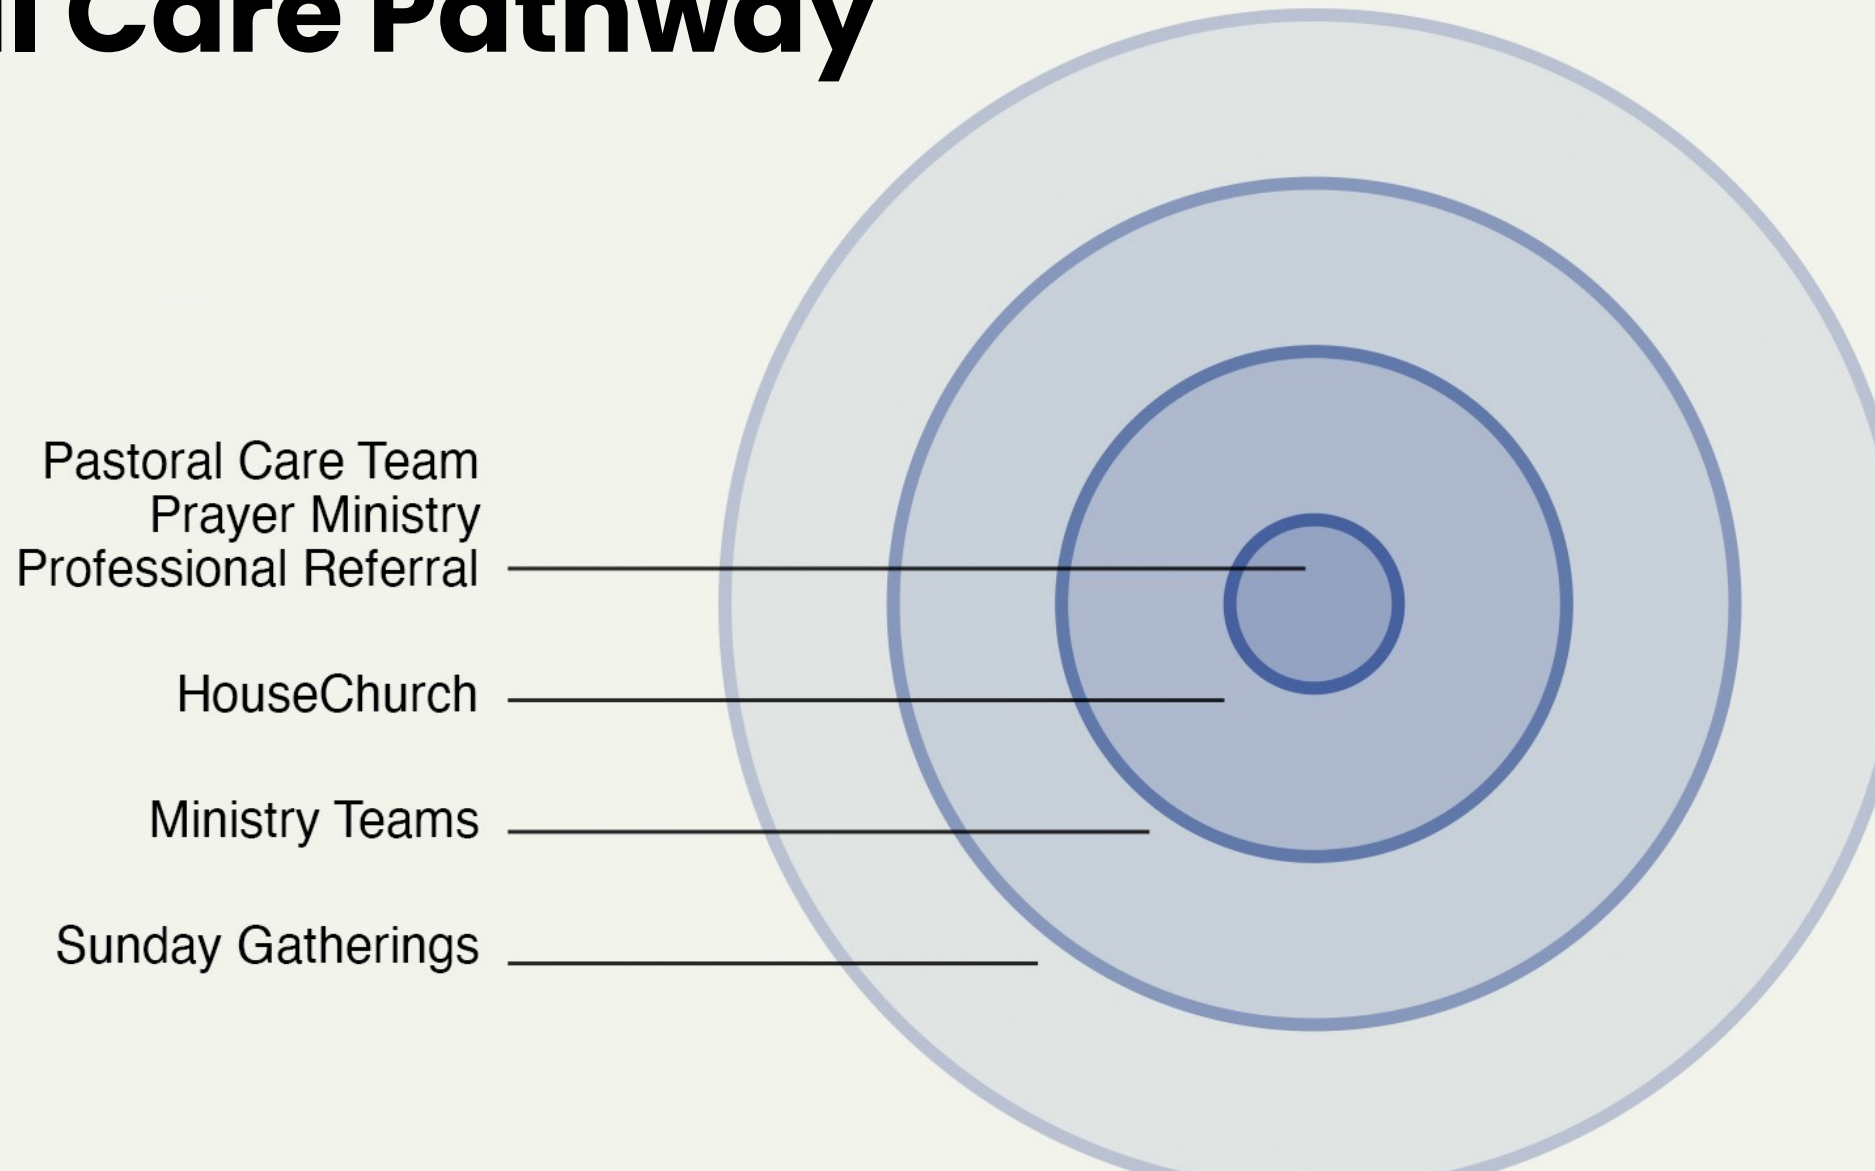 l Care Pathway
Pastoral Care Team
Prayer Ministry
Professional Referral
HouseChurch
Ministry Teams
Sunday Gatherings